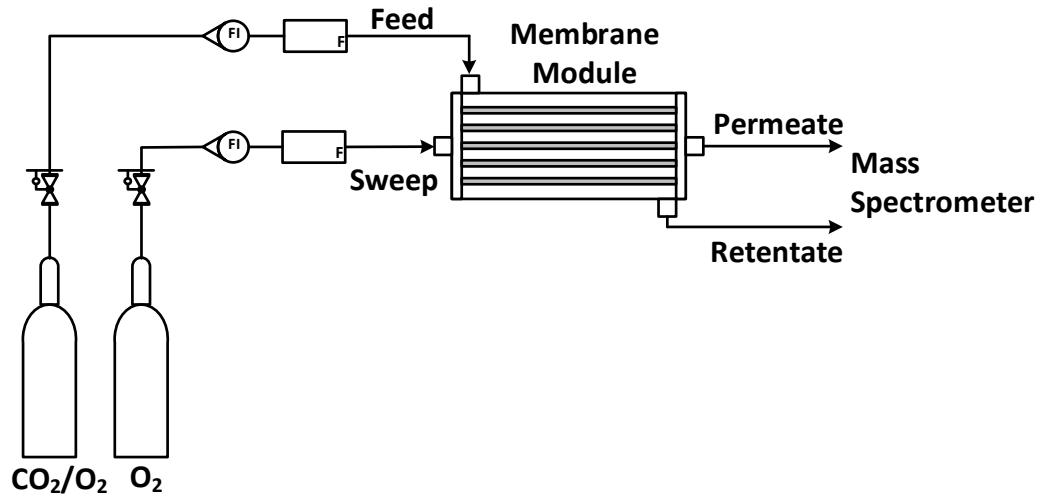 Feed
FI
F
Membrane
Module
FI
F
Sweep
Permeate
Mass
Spectrometer
Retentate
CO₂/O₂
O₂